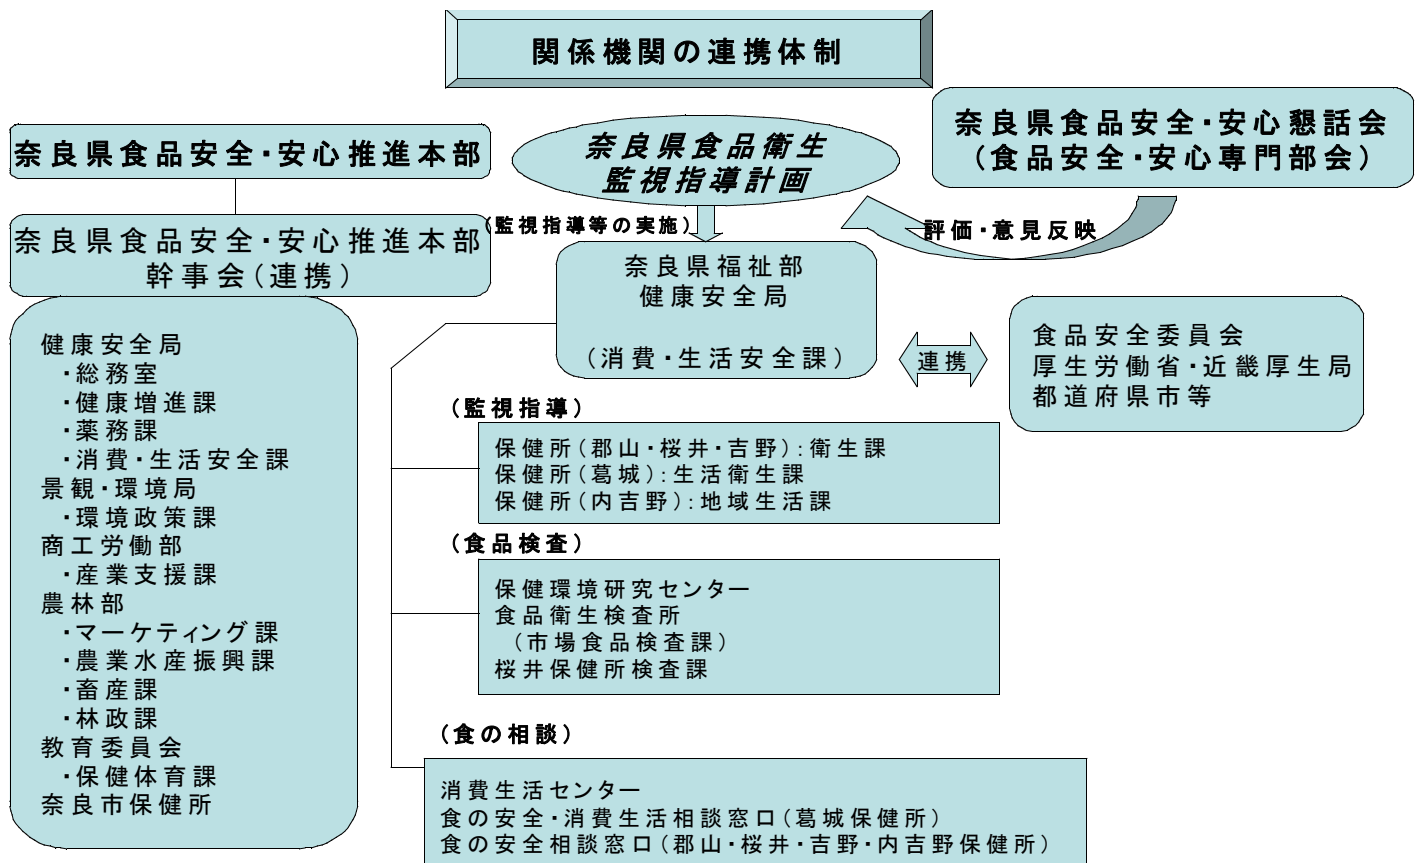 関係機関の連携体制
奈良県食品安全・安心推進本部
奈良県食品衛生
監視指導計画
奈良県食品安全・安心懇話会
（食品安全・安心専門部会）
奈良県食品安全・安心推進本部
幹事会（連携）
（監視指導等の実施）
評価・意見反映
奈良県福祉部
健康安全局
（消費・生活安全課）
連携
食品安全委員会
厚生労働省・近畿厚生局
都道府県市等
健康安全局
・総務室
・健康増進課
・薬務課
・消費・生活安全課
景観・環境局
・環境政策課
商工労働部
・産業支援課
農林部
・マーケティング課
・農業水産振興課
・畜産課
・林政課
教育委員会
・保健体育課
奈良市保健所
（監視指導）
保健所（郡山・桜井・吉野）：衛生課
保健所（葛城）：生活衛生課
保健所（内吉野）：地域生活課
（食品検査）
保健環境研究センター
食品衛生検査所
（市場食品検査課）
桜井保健所検査課
（食の相談）
消費生活センター
食の安全・消費生活相談窓口（葛城保健所）
食の安全相談窓口（郡山・桜井・吉野・内吉野保健所）